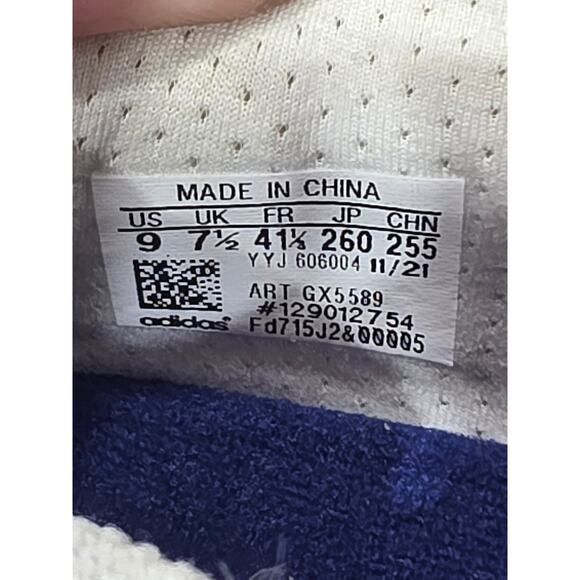 MADE IN CHINA
US UK FR JP CHN
9 7½ 41⅓ 260 255
YYJ 606004 11/21
ART GX5589
#129012754
adidas® Fd715J2&00005